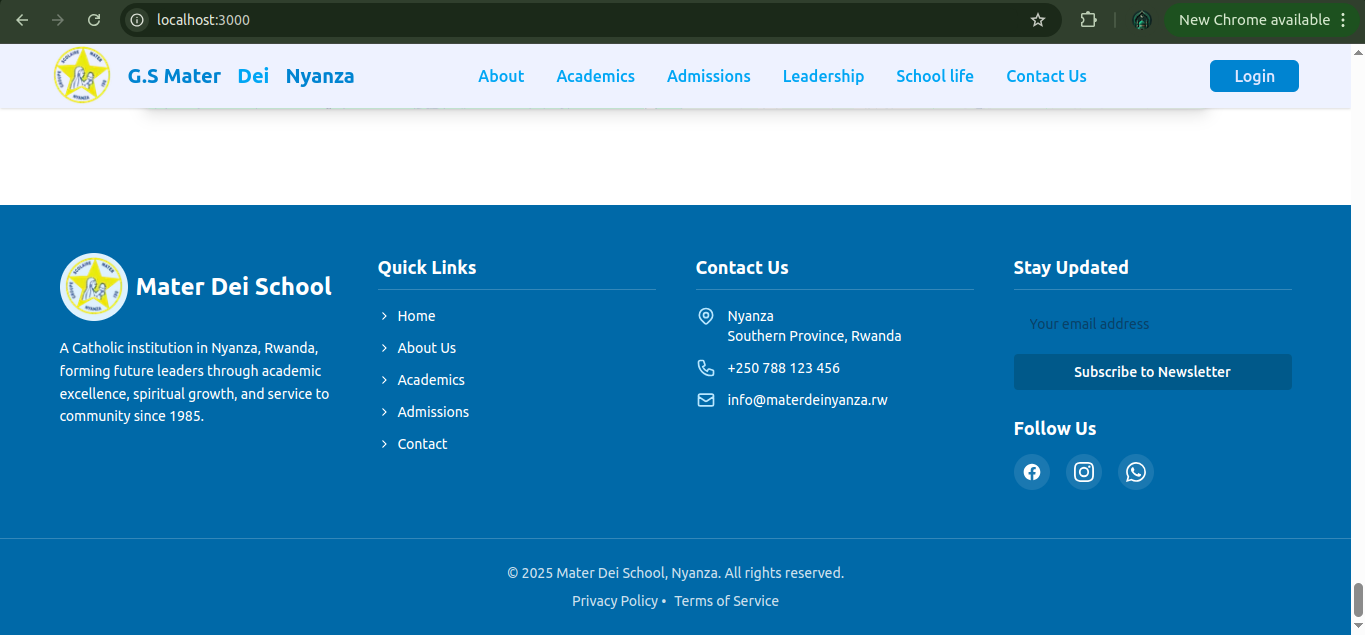 localhost:3000
New Chrome available
G.S Mater Dei Nyanza
About
Academics
Admissions
Leadership
School life
Contact Us
Login
Mater Dei School
A Catholic institution in Nyanza, Rwanda,
forming future leaders through academic
excellence, spiritual growth, and service to
community since 1985.
Quick Links
Home
About Us
Academics
Admissions
Contact
Contact Us
Nyanza
Southern Province, Rwanda
+250 788 123 456
info@materdeinyanza.rw
Stay Updated
Your email address
Subscribe to Newsletter
Follow Us
© 2025 Mater Dei School, Nyanza. All rights reserved.
Privacy Policy • Terms of Service